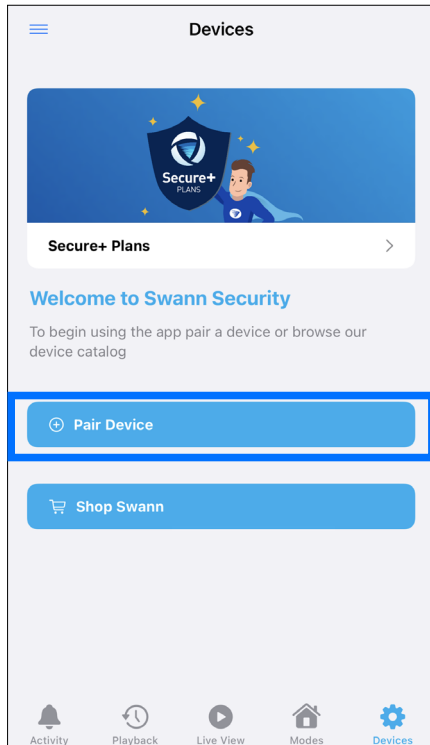 Devices
Secure+
PLANS
Secure+ Plans
Welcome to Swann Security
To begin using the app pair a device or browse our
device catalog
Pair Device
Shop Swann
Activity Playback Live View Modes Devices